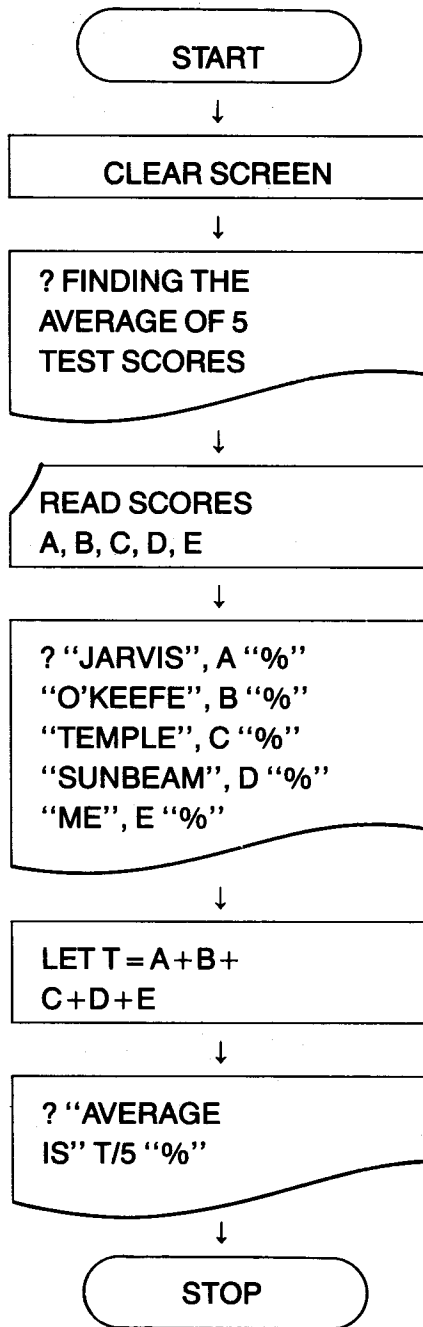 START
↓
CLEAR SCREEN
↓
? FINDING THE
AVERAGE OF 5
TEST SCORES
↓
READ SCORES
A, B, C, D, E
↓
? “JARVIS”, A “%”
“O’KEEFE”, B “%”
“TEMPLE”, C “%”
“SUNBEAM”, D “%”
“ME”, E “%”
↓
LET T = A+B+
C+D+E
↓
? “AVERAGE
IS” T/5 “%”
↓
STOP